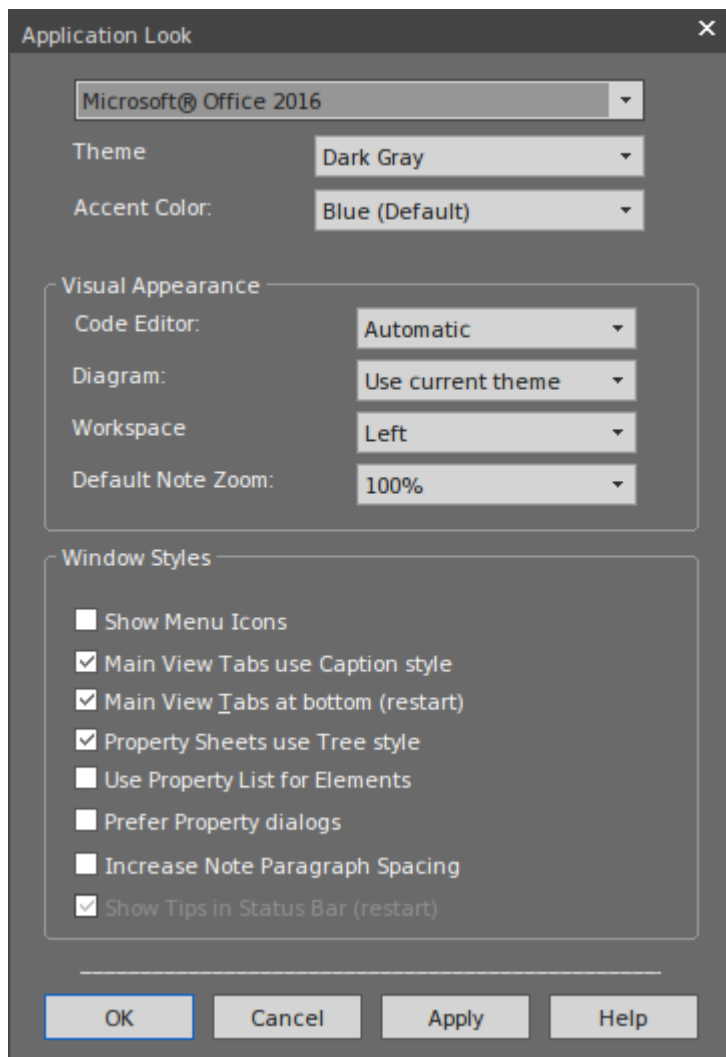 Application Look
Microsoft® Office 2016
Theme Dark Gray
Accent Color: Blue (Default)
Visual Appearance
Code Editor: Automatic
Diagram: Use current theme
Workspace Left
Default Note Zoom: 100%
Window Styles
Show Menu Icons
Main View Tabs use Caption style
Main View Tabs at bottom (restart)
Property Sheets use Tree style
Use Property List for Elements
Prefer Property dialogs
Increase Note Paragraph Spacing
Show Tips in Status Bar (restart)
OK Cancel Apply Help